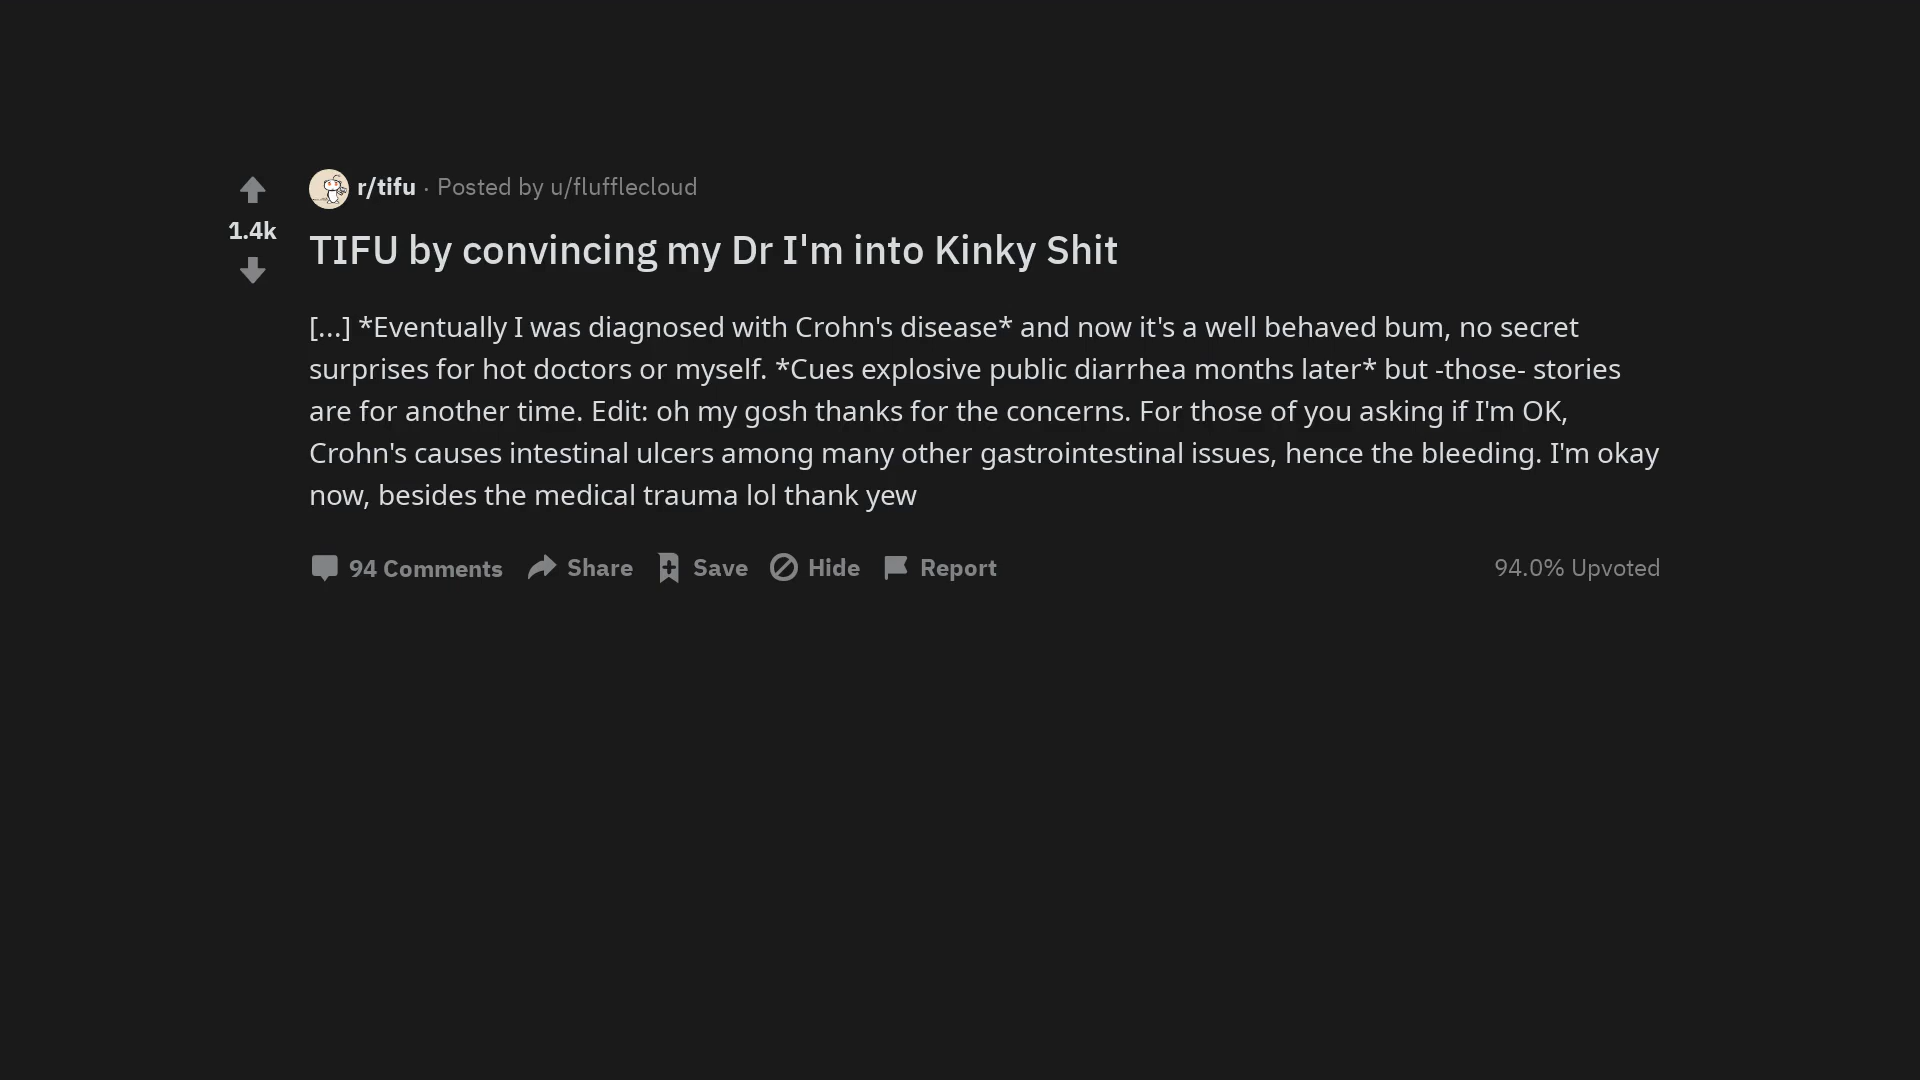 r/tifu · Posted by u/flufflecloud
1.4k
TIFU by convincing my Dr I'm into Kinky Shit
[...] *Eventually I was diagnosed with Crohn's disease* and now it's a well behaved bum, no secret
surprises for hot doctors or myself. *Cues explosive public diarrhea months later* but -those- stories
are for another time. Edit: oh my gosh thanks for the concerns. For those of you asking if I'm OK,
Crohn's causes intestinal ulcers among many other gastrointestinal issues, hence the bleeding. I'm okay
now, besides the medical trauma lol thank yew
94 Comments Share Save Hide Report 94.0% Upvoted